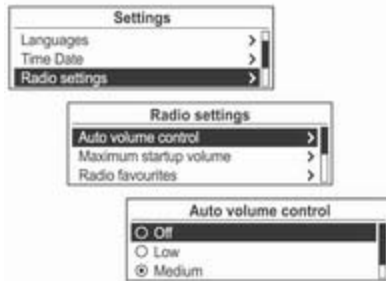 Settings
Languages
Time Date
Radio settings
Radio settings
Auto volume control
Maximum startup volume
Radio favourites
Auto volume control
Off
Low
Medium